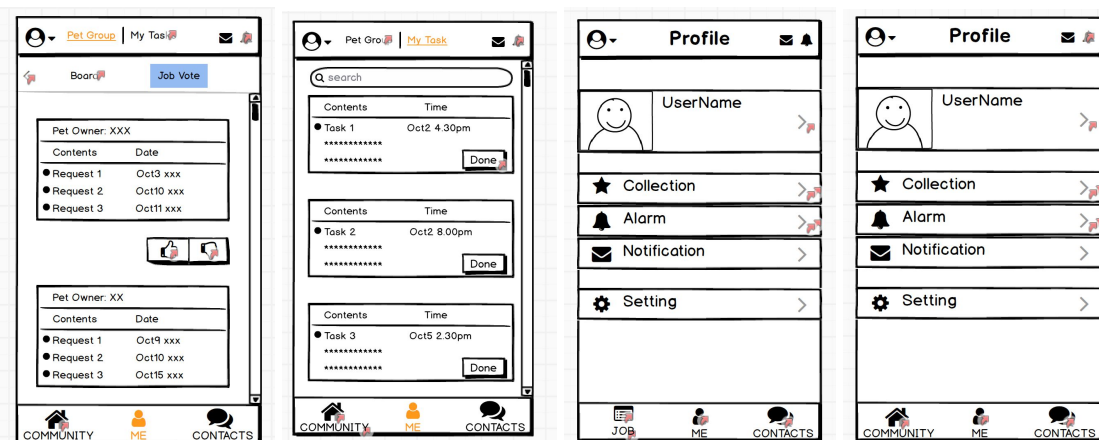 Pet Group | My Task
Board Job Vote
Pet Owner: XXX
Contents Date
Request 1 Oct3 xxx
Request 2 Oct10 xxx
Request 3 Oct11 xxx
Pet Owner: XX
Contents Date
Request 1 Oct9 xxx
Request 2 Oct10 xxx
Request 3 Oct15 xxx
COMMUNITY ME CONTACTS
Pet Group | My Task
search
Contents Time
Task 1 Oct2 4.30pm
************
************ Done
Contents Time
Task 2 Oct2 8.00pm
************
************ Done
Contents Time
Task 3 Oct5 2.30pm
************
************ Done
COMMUNITY ME CONTACTS
Profile
UserName
Collection
Alarm
Notification
Setting
JOB ME CONTACTS
Profile
UserName
Collection
Alarm
Notification
Setting
COMMUNITY ME CONTACTS